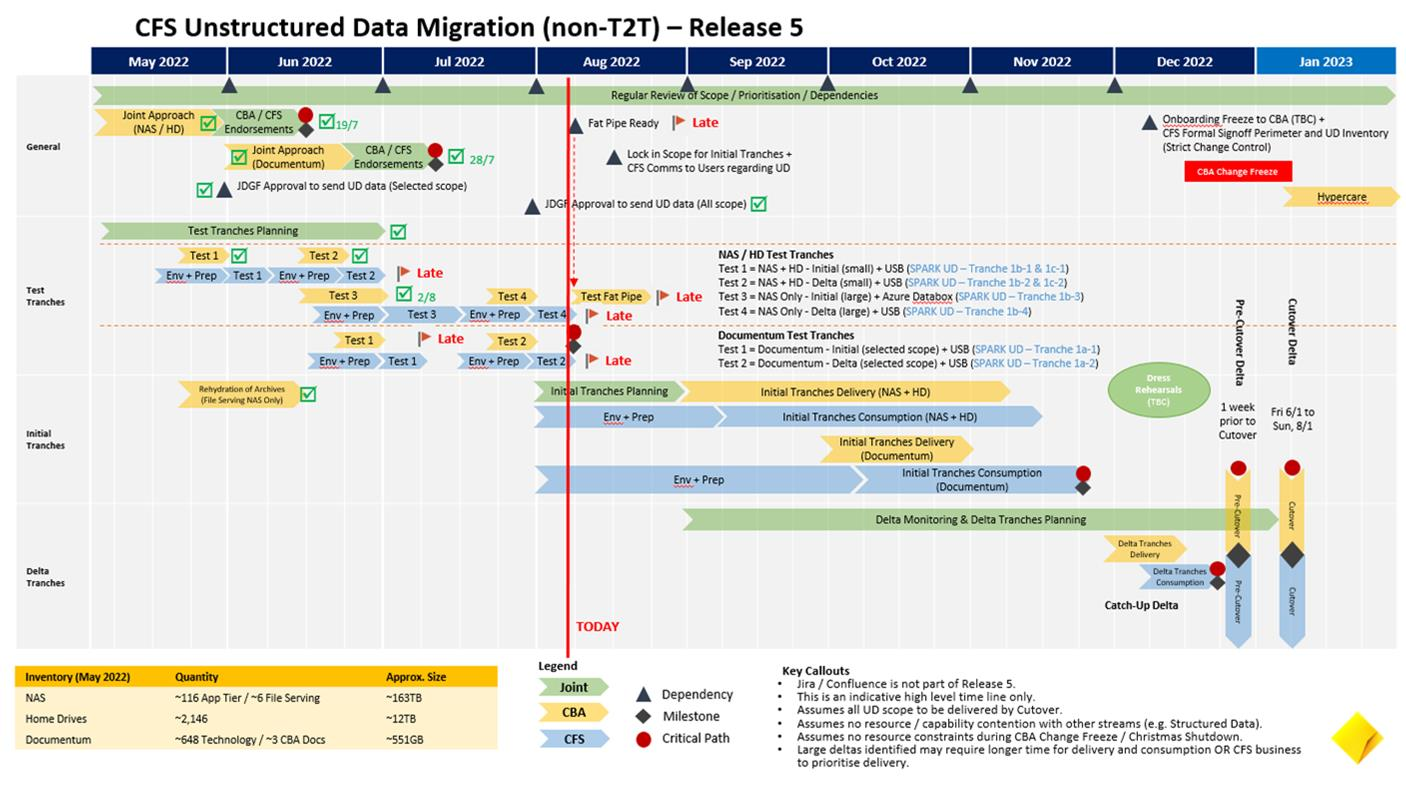 CFS Unstructured Data Migration (non-T2T) – Release 5
May 2022
Jun 2022
Jul 2022
Aug 2022
Sep 2022
Oct 2022
Nov 2022
Dec 2022
Jan 2023
General
Regular Review of Scope / Prioritisation / Dependencies
Joint Approach
(NAS / HD)
CBA / CFS
Endorsements
19/7
Joint Approach
(Documentum)
CBA / CFS
Endorsements
28/7
JDGF Approval to send UD data (Selected scope)
JDGF Approval to send UD data (All scope)
Fat Pipe Ready
Late
Lock in Scope for Initial Tranches +
CFS Comms to Users regarding UD
Onboarding Freeze to CBA (TBC) +
CFS Formal Signoff Perimeter and UD Inventory
(Strict Change Control)
CBA Change Freeze
Hypercare
Test
Tranches
Test Tranches Planning
Test 1
Test 2
Env + Prep
Test 1
Env + Prep
Test 2
Late
Test 3
2/8
Test 4
Test Fat Pipe
Late
Env + Prep
Test 3
Env + Prep
Test 4
Late
Test 1
Late
Test 2
Env + Prep
Test 1
Env + Prep
Test 2
Late
NAS / HD Test Tranches
Test 1 = NAS + HD - Initial (small) + USB (SPARK UD – Tranche 1b-1 & 1c-1)
Test 2 = NAS + HD - Delta (small) + USB (SPARK UD – Tranche 1b-2 & 1c-2)
Test 3 = NAS Only - Initial (large) + Azure Databox (SPARK UD – Tranche 1b-3)
Test 4 = NAS Only - Delta (large) + USB (SPARK UD – Tranche 1b-4)
Documentum Test Tranches
Test 1 = Documentum - Initial (selected scope) + USB (SPARK UD – Tranche 1a-1)
Test 2 = Documentum - Delta (selected scope) + USB (SPARK UD – Tranche 1a-2)
Pre-Cutover Delta
1 week
prior to
Cutover
Cutover Delta
Fri 6/1 to
Sun, 8/1
Dress
Rehearsals
(TBC)
Initial
Tranches
Rehydration of Archives
(File Serving NAS Only)
Initial Tranches Planning
Initial Tranches Delivery (NAS + HD)
Env + Prep
Initial Tranches Consumption (NAS + HD)
Initial Tranches Delivery
(Documentum)
Env + Prep
Initial Tranches Consumption
(Documentum)
Delta
Tranches
Delta Monitoring & Delta Tranches Planning
Delta Tranches
Delivery
Delta Tranches
Consumption
Catch-Up Delta
Pre-Cutover
Pre-Cutover
Cutover
Cutover
TODAY
Inventory (May 2022)
Quantity
Approx. Size
NAS
~116 App Tier / ~6 File Serving
~163TB
Home Drives
~2,146
~12TB
Documentum
~648 Technology / ~3 CBA Docs
~551GB
Legend
Joint
CBA
CFS
Dependency
Milestone
Critical Path
Key Callouts
• Jira / Confluence is not part of Release 5.
• This is an indicative high level time line only.
• Assumes all UD scope to be delivered by Cutover.
• Assumes no resource / capability contention with other streams (e.g. Structured Data).
• Assumes no resource constraints during CBA Change Freeze / Christmas Shutdown.
• Large deltas identified may require longer time for delivery and consumption OR CFS business
to prioritise delivery.